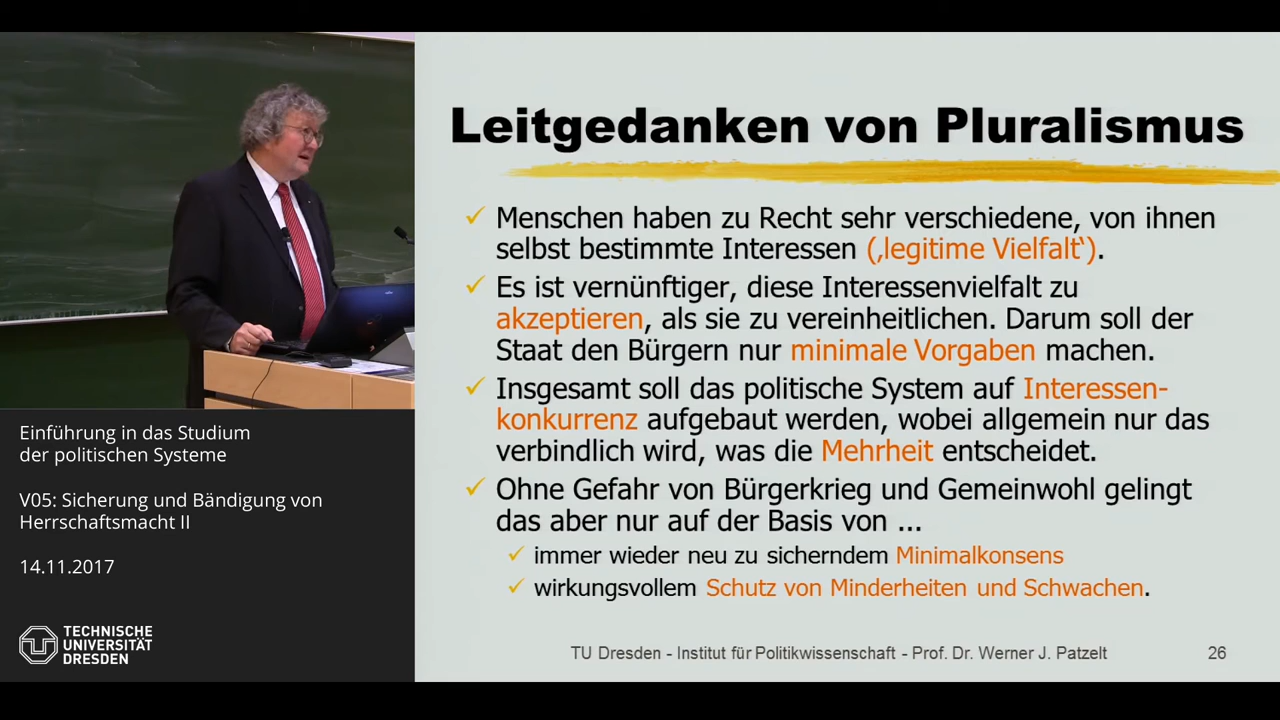 Leitgedanken von Pluralismus
Menschen haben zu Recht sehr verschiedene, von ihnen
selbst bestimmte Interessen (‚legitime Vielfalt‘).
Es ist vernünftiger, diese Interessenvielfalt zu
akzeptieren, als sie zu vereinheitlichen. Darum soll der
Staat den Bürgern nur minimale Vorgaben machen.
Insgesamt soll das politische System auf Interessen-
konkurrenz aufgebaut werden, wobei allgemein nur das
verbindlich wird, was die Mehrheit entscheidet.
Ohne Gefahr von Bürgerkrieg und Gemeinwohl gelingt
das aber nur auf der Basis von ...
immer wieder neu zu sicherndem Minimalkonsens
wirkungsvollem Schutz von Minderheiten und Schwachen.
TU Dresden - Institut für Politikwissenschaft - Prof. Dr. Werner J. Patzelt
26
Einführung in das Studium
der politischen Systeme
V05: Sicherung und Bändigung von
Herrschaftsmacht II
14.11.2017
TECHNISCHE
UNIVERSITÄT
DRESDEN